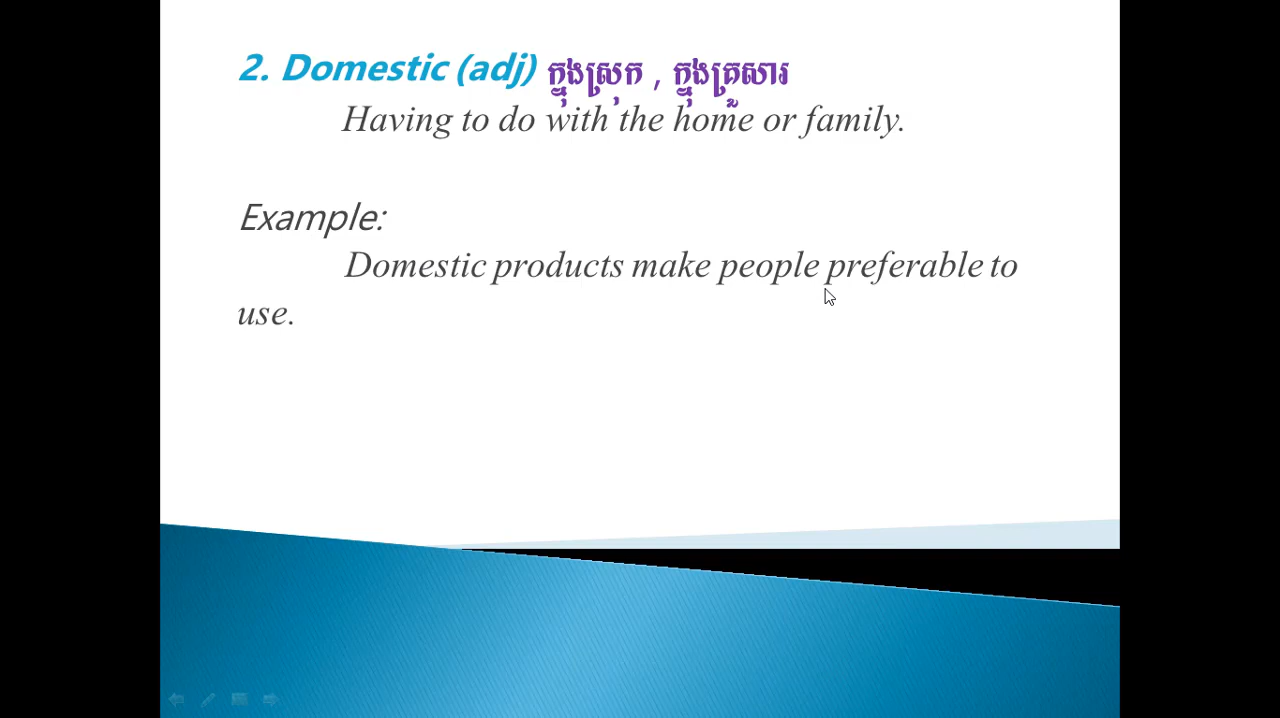 2. Domestic (adj) ក្នុងស្រុក , ក្នុងគ្រួសារ
Having to do with the home or family.
Example:
Domestic products make people preferable to
use.